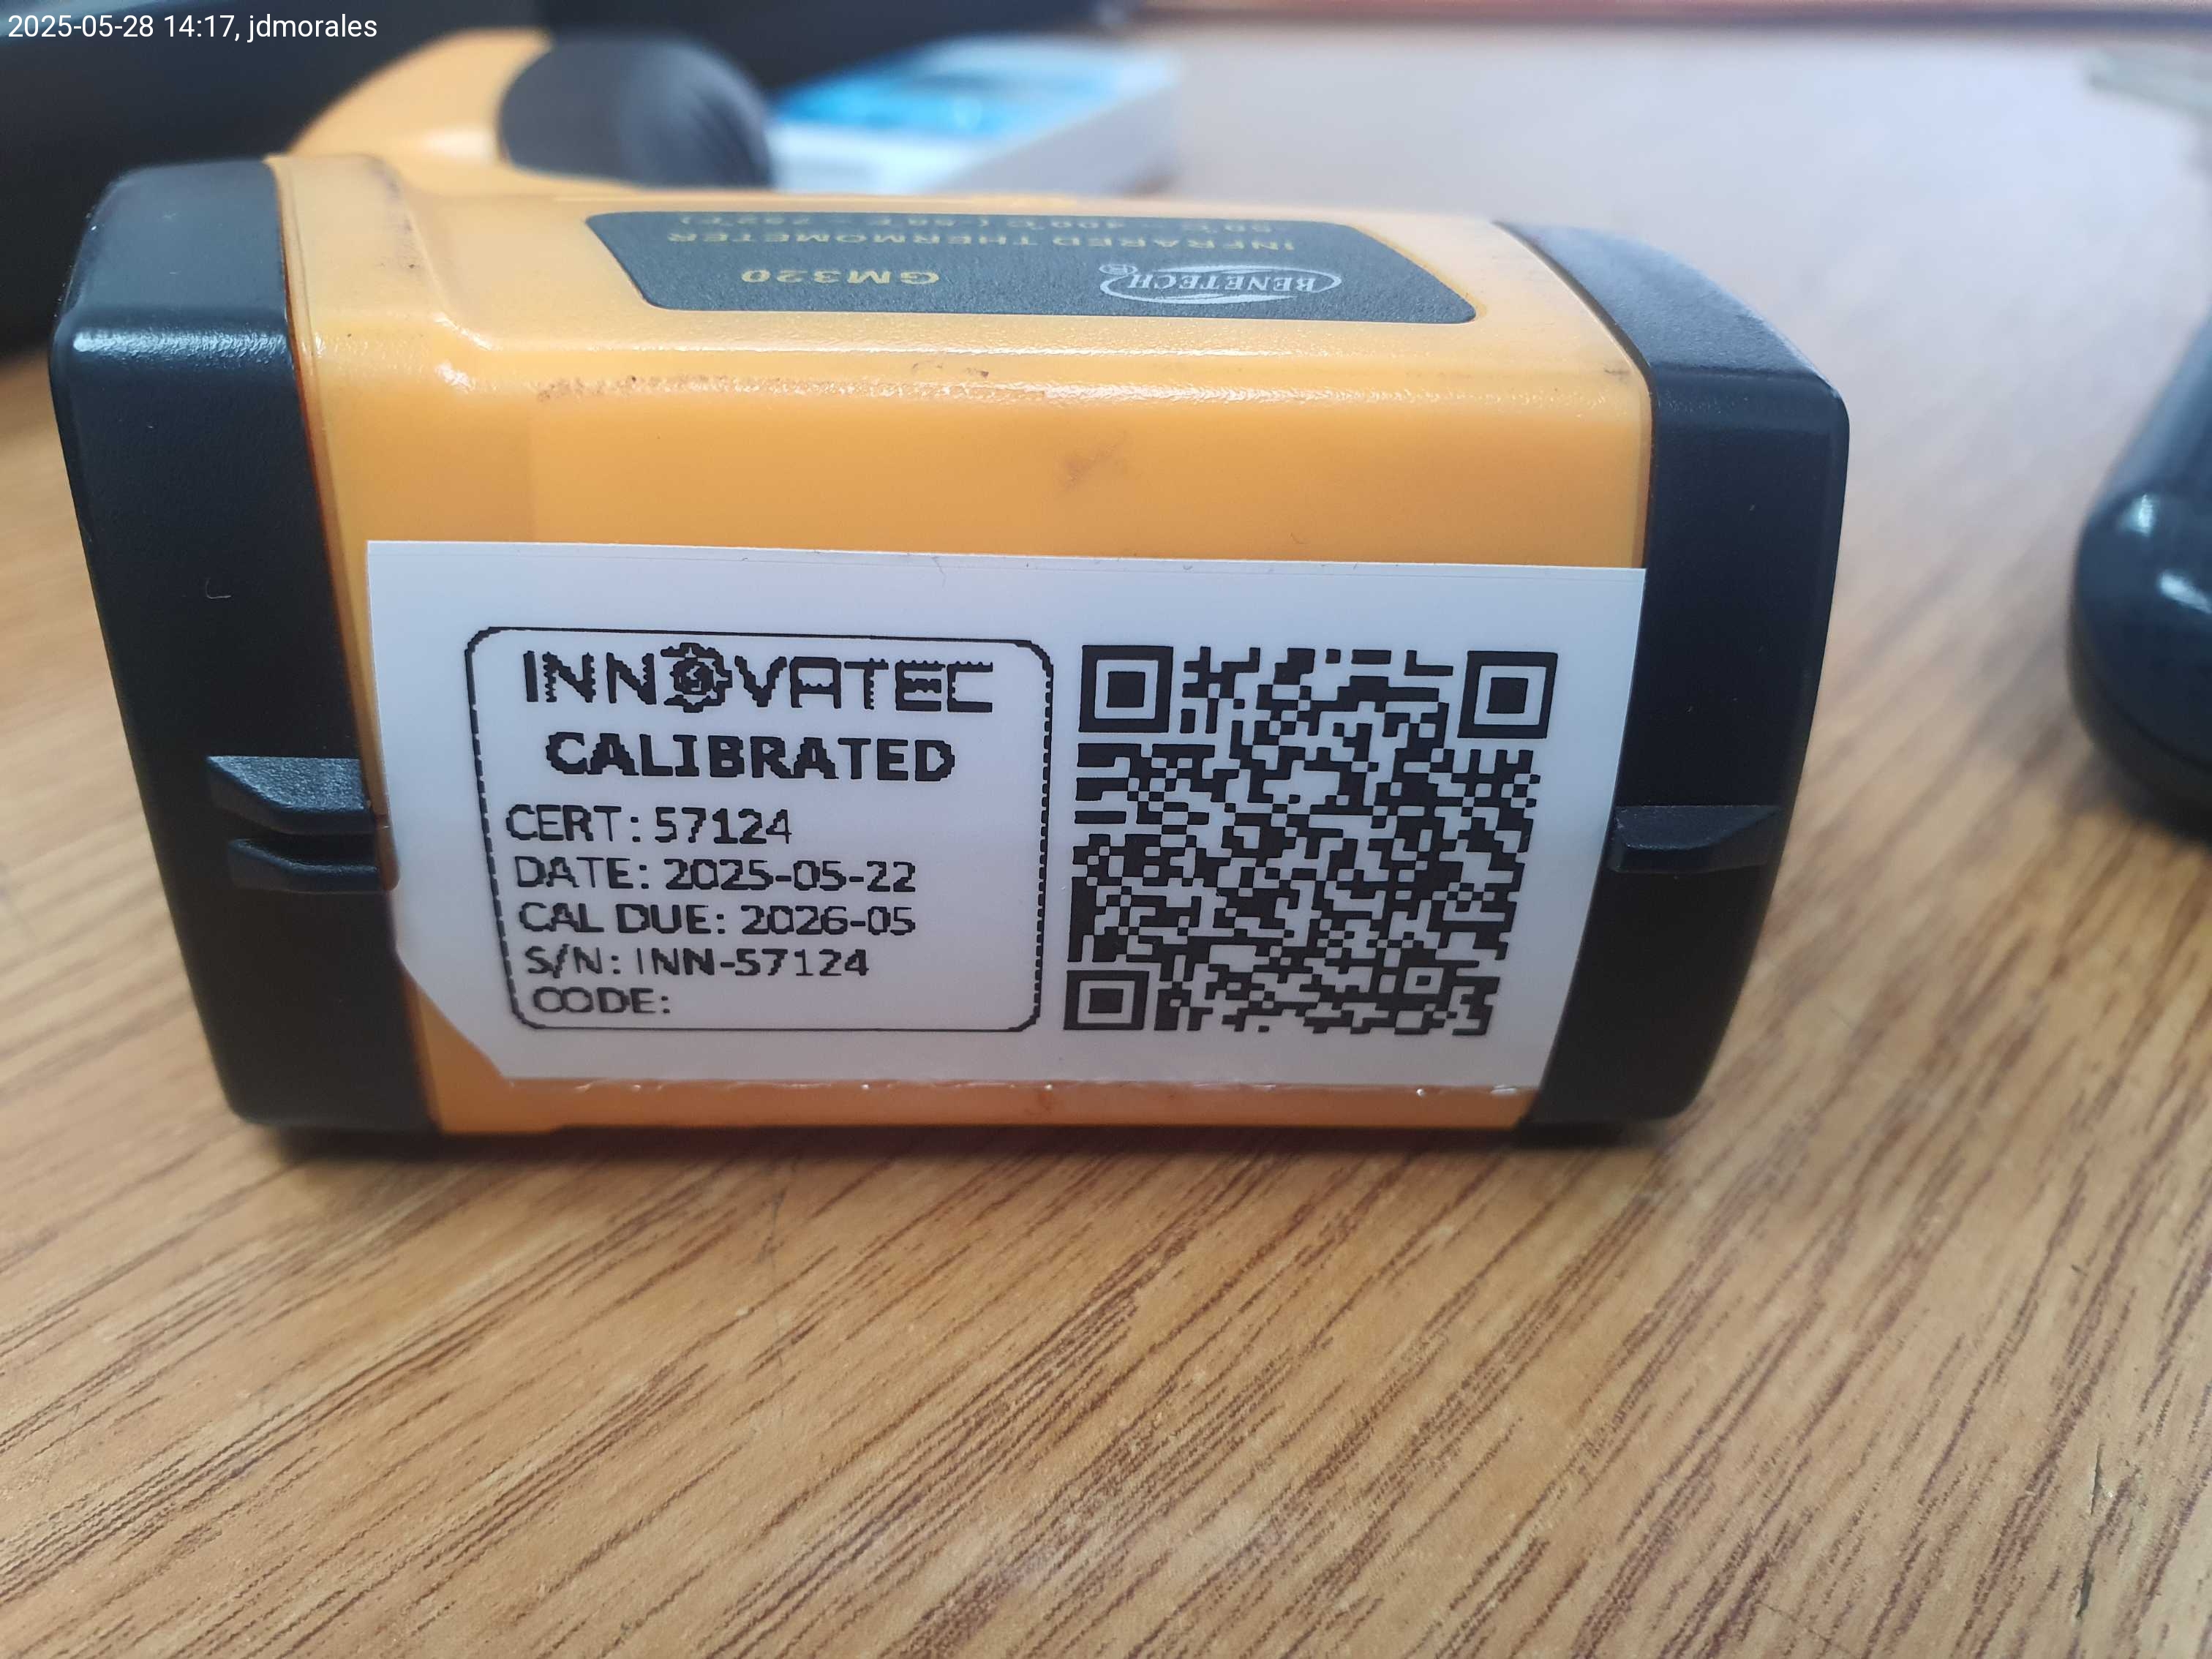 2025-05-28 14:17, jdmorales
BENETECH®
GM320
INFRARED THERMOMETER
INNOVATEC
CALIBRATED
CERT: 57124
DATE: 2025-05-22
CAL DUE: 2026-05
S/N: INN-57124
CODE: